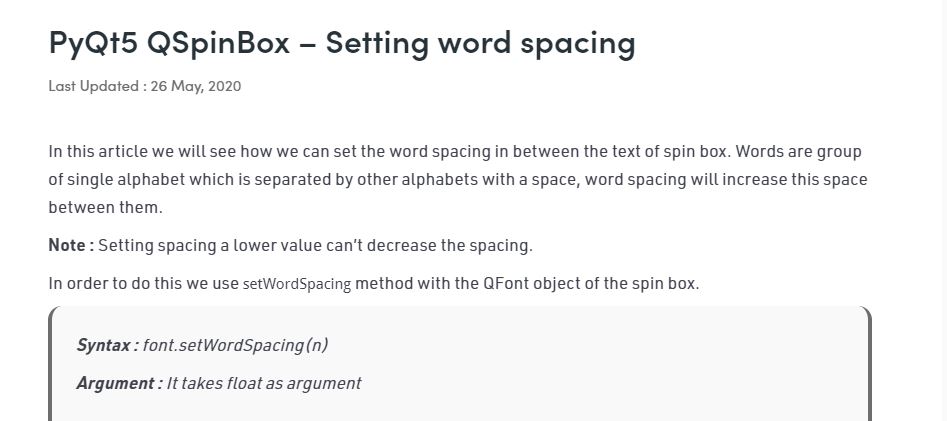 PyQt5 QSpinBox – Setting word spacing
Last Updated : 26 May, 2020
In this article we will see how we can set the word spacing in between the text of spin box. Words are group
of single alphabet which is separated by other alphabets with a space, word spacing will increase this space
between them.
Note : Setting spacing a lower value can’t decrease the spacing.
In order to do this we use setWordSpacing method with the QFont object of the spin box.
Syntax : font.setWordSpacing(n)
Argument : It takes float as argument